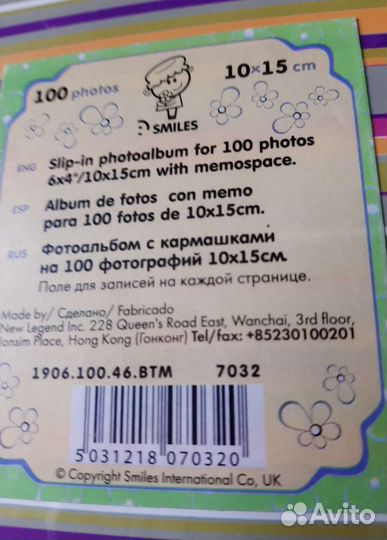 100 photos
10×15 cm
SMILES
ENG Slip-in photoalbum for 100 photos
6x4"/10x15cm with memospace.
ESP Album de fotos con memo
para 100 fotos de 10x15cm.
RUS Фотоальбом с кармашками
на 100 фотографий 10x15см.
Поле для записей на каждой странице.
Made by/ Сделано/ Fabricado
New Legend Inc. 228 Queen's Road East, Wanchai, 3rd floor,
Jonsim Place, Hong Kong (Гонконг) Tel/fax: +85230100201
1906.100.46.BTM 7032
5 031218 070320
© Copyright Smiles International Co, UK
Avito